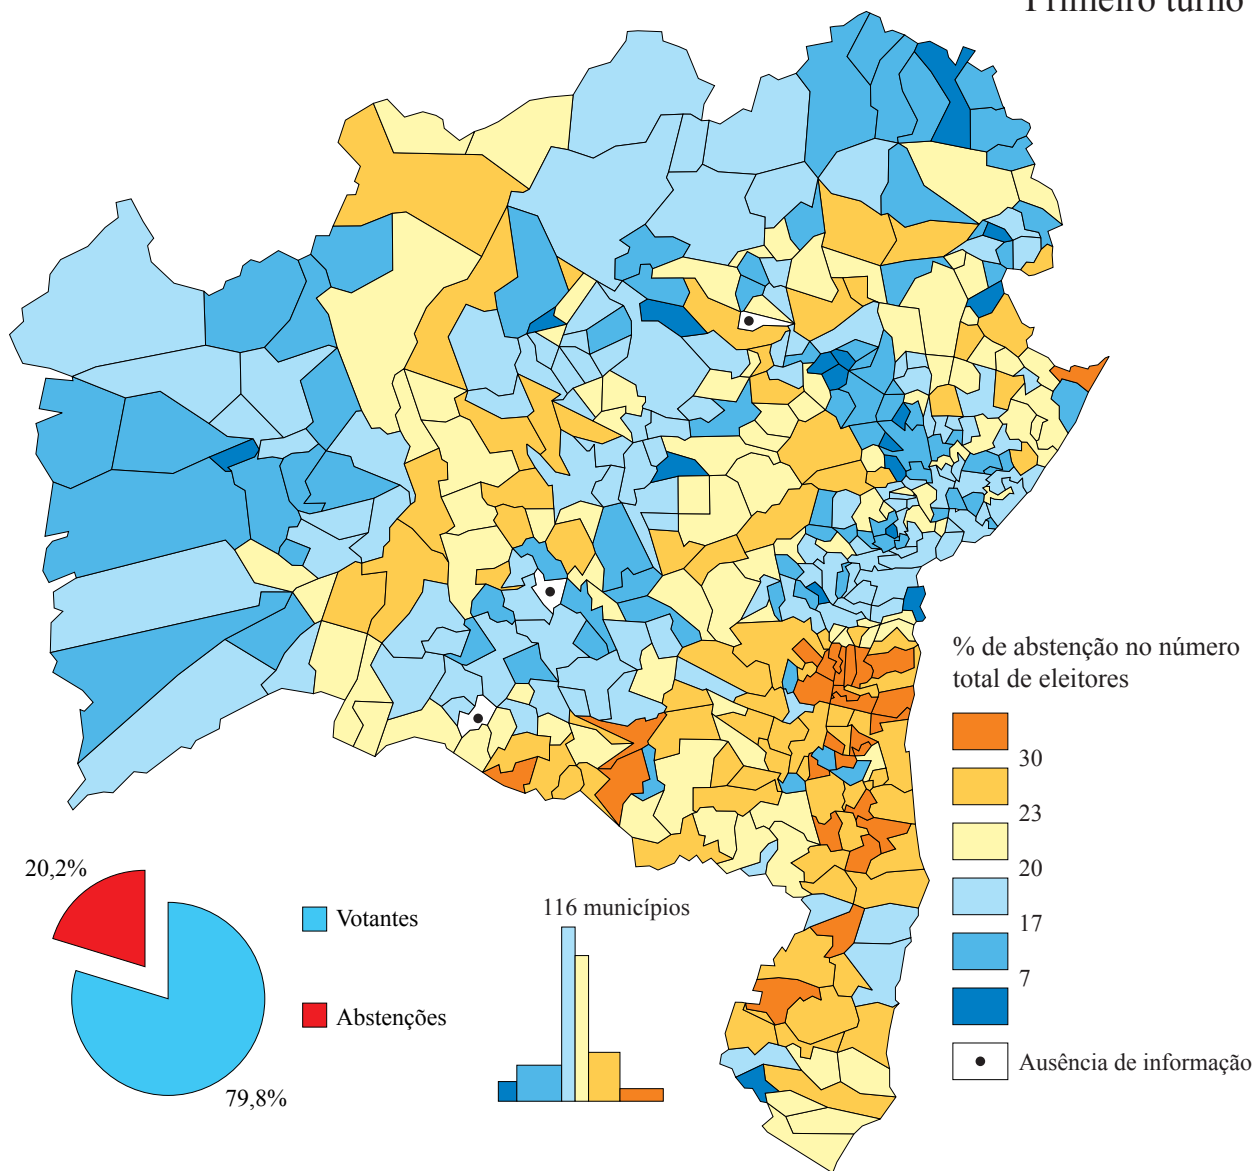 Primeiro turno
% de abstenção no número
total de eleitores
30
23
20
17
7
Ausência de informação
20,2%
79,8%
Votantes
Abstenções
116 municípios